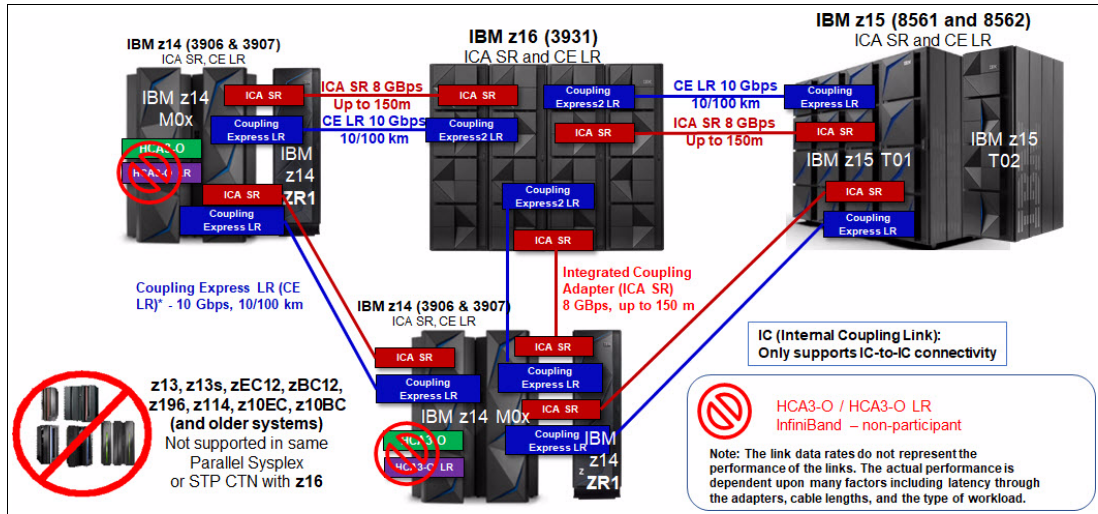 IBM z14 (3906 & 3907)
ICA SR, CE LR
IBM z16 (3931)
ICA SR and CE LR
IBM z15 (8561 and 8562)
ICA SR and CE LR
IBM z14
M0x
ICA SR
Coupling
Express LR
HCA3-O
HCA3-O LR
IBM
z14
ZR1
ICA SR
Coupling
Express LR
ICA SR 8 GBps
Up to 150m
CE LR 10 Gbps
10/100 km
ICA SR
Coupling
Express2 LR
Coupling
Express2 LR
ICA SR
Coupling
Express2 LR
ICA SR
CE LR 10 Gbps
10/100 km
ICA SR 8 GBps
Up to 150m
Coupling
Express LR
ICA SR
IBM z15 T01
IBM z15
T02
ICA SR
Coupling
Express LR
Coupling Express LR (CE
LR)* - 10 Gbps, 10/100 km
Integrated Coupling
Adapter (ICA SR)
8 GBps, up to 150 m
IBM z14 (3906 & 3907)
ICA SR, CE LR
ICA SR
Coupling
Express LR
ICA SR
Coupling
Express LR
IBM z14 M0x
ICA SR
Coupling
Express LR
HCA3-O
HCA3-O LR
IBM
z14
ZR1
z13, z13s, zEC12, zBC12,
z196, z114, z10EC, z10BC
(and older systems)
Not supported in same
Parallel Sysplex
or STP CTN with z16
IC (Internal Coupling Link):
Only supports IC-to-IC connectivity
HCA3-O / HCA3-O LR
InfiniBand – non-participant
Note: The link data rates do not represent the
performance of the links. The actual performance is
dependent upon many factors including latency through
the adapters, cable lengths, and the type of workload.